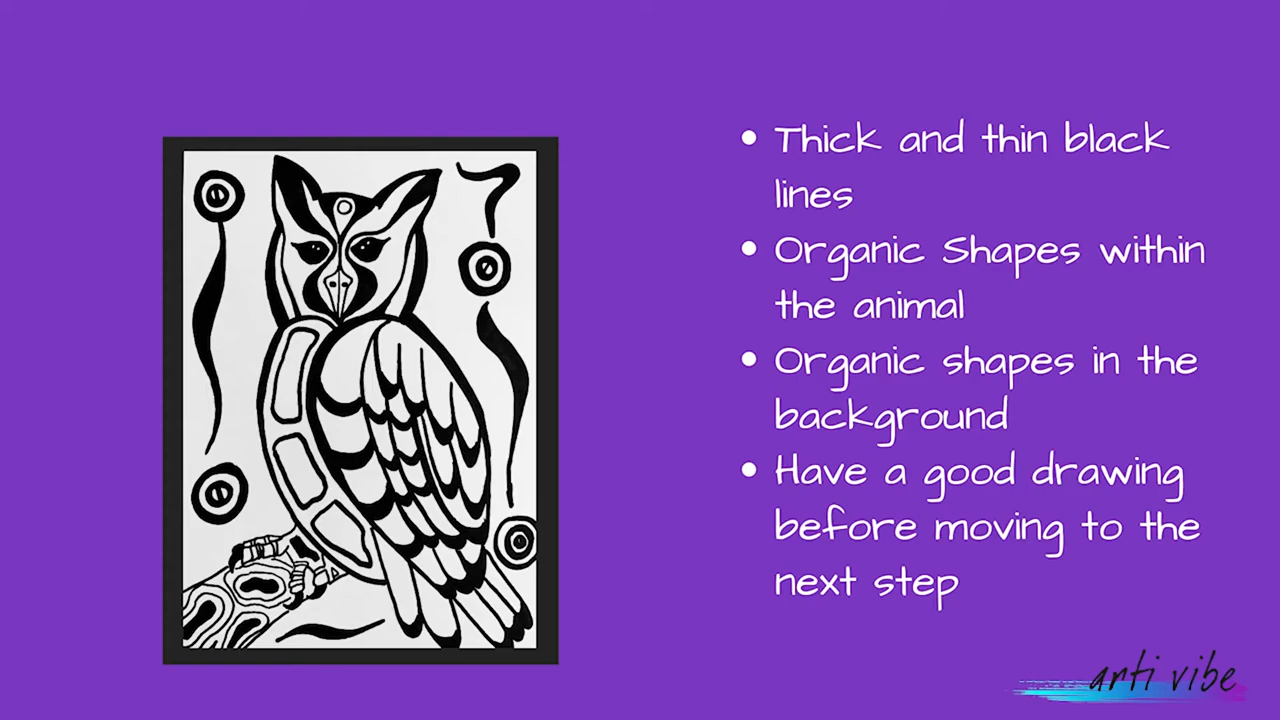 • Thick and thin black
lines
• Organic Shapes within
the animal
• Organic shapes in the
background
• Have a good drawing
before moving to the
next step
arti vibe